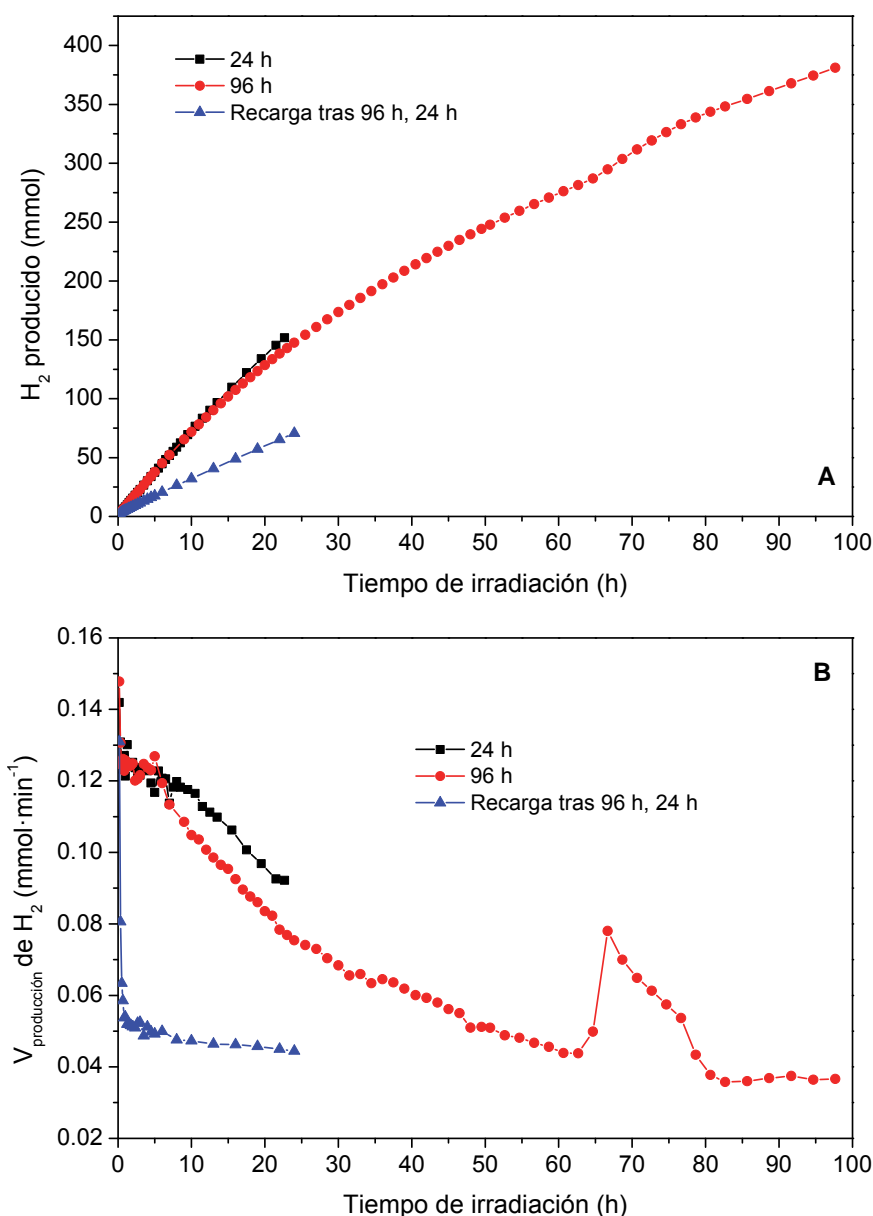 400
350
300
250
200
150
100
50
0
H₂ producido (mmol)
24 h
96 h
Recarga tras 96 h, 24 h
A
0 10 20 30 40 50 60 70 80 90 100
Tiempo de irradiación (h)
0.16
0.14
0.12
0.10
0.08
0.06
0.04
0.02
V producción de H₂ (mmol·min⁻¹)
B
24 h
96 h
Recarga tras 96 h, 24 h
0 10 20 30 40 50 60 70 80 90 100
Tiempo de irradiación (h)